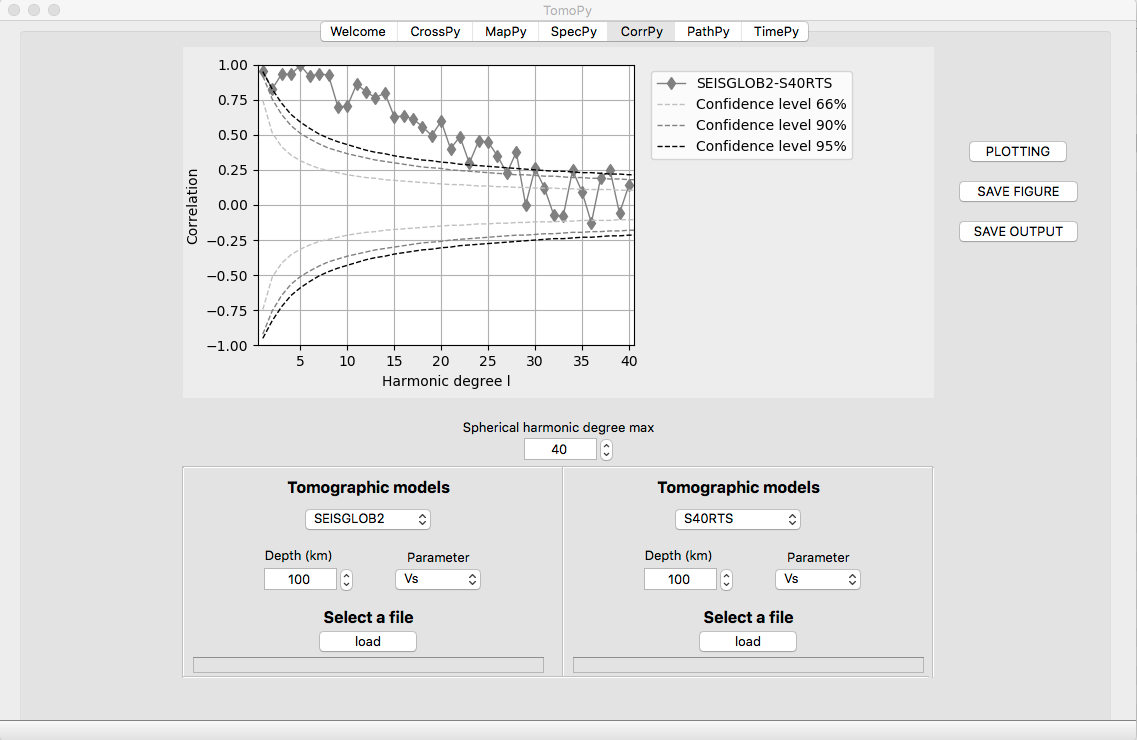 TomoPy
Welcome CrossPy MapPy SpecPy CorrPy PathPy TimePy
1.00
0.75
0.50
0.25
0.00
−0.25
−0.50
−0.75
−1.00
Correlation
5 10 15 20 25 30 35 40
Harmonic degree l
SEISGLOB2-S40RTS
Confidence level 66%
Confidence level 90%
Confidence level 95%
PLOTTING
SAVE FIGURE
SAVE OUTPUT
Spherical harmonic degree max
40
Tomographic models
SEISGLOB2
Depth (km) Parameter
100 Vs
Select a file
load
Tomographic models
S40RTS
Depth (km) Parameter
100 Vs
Select a file
load